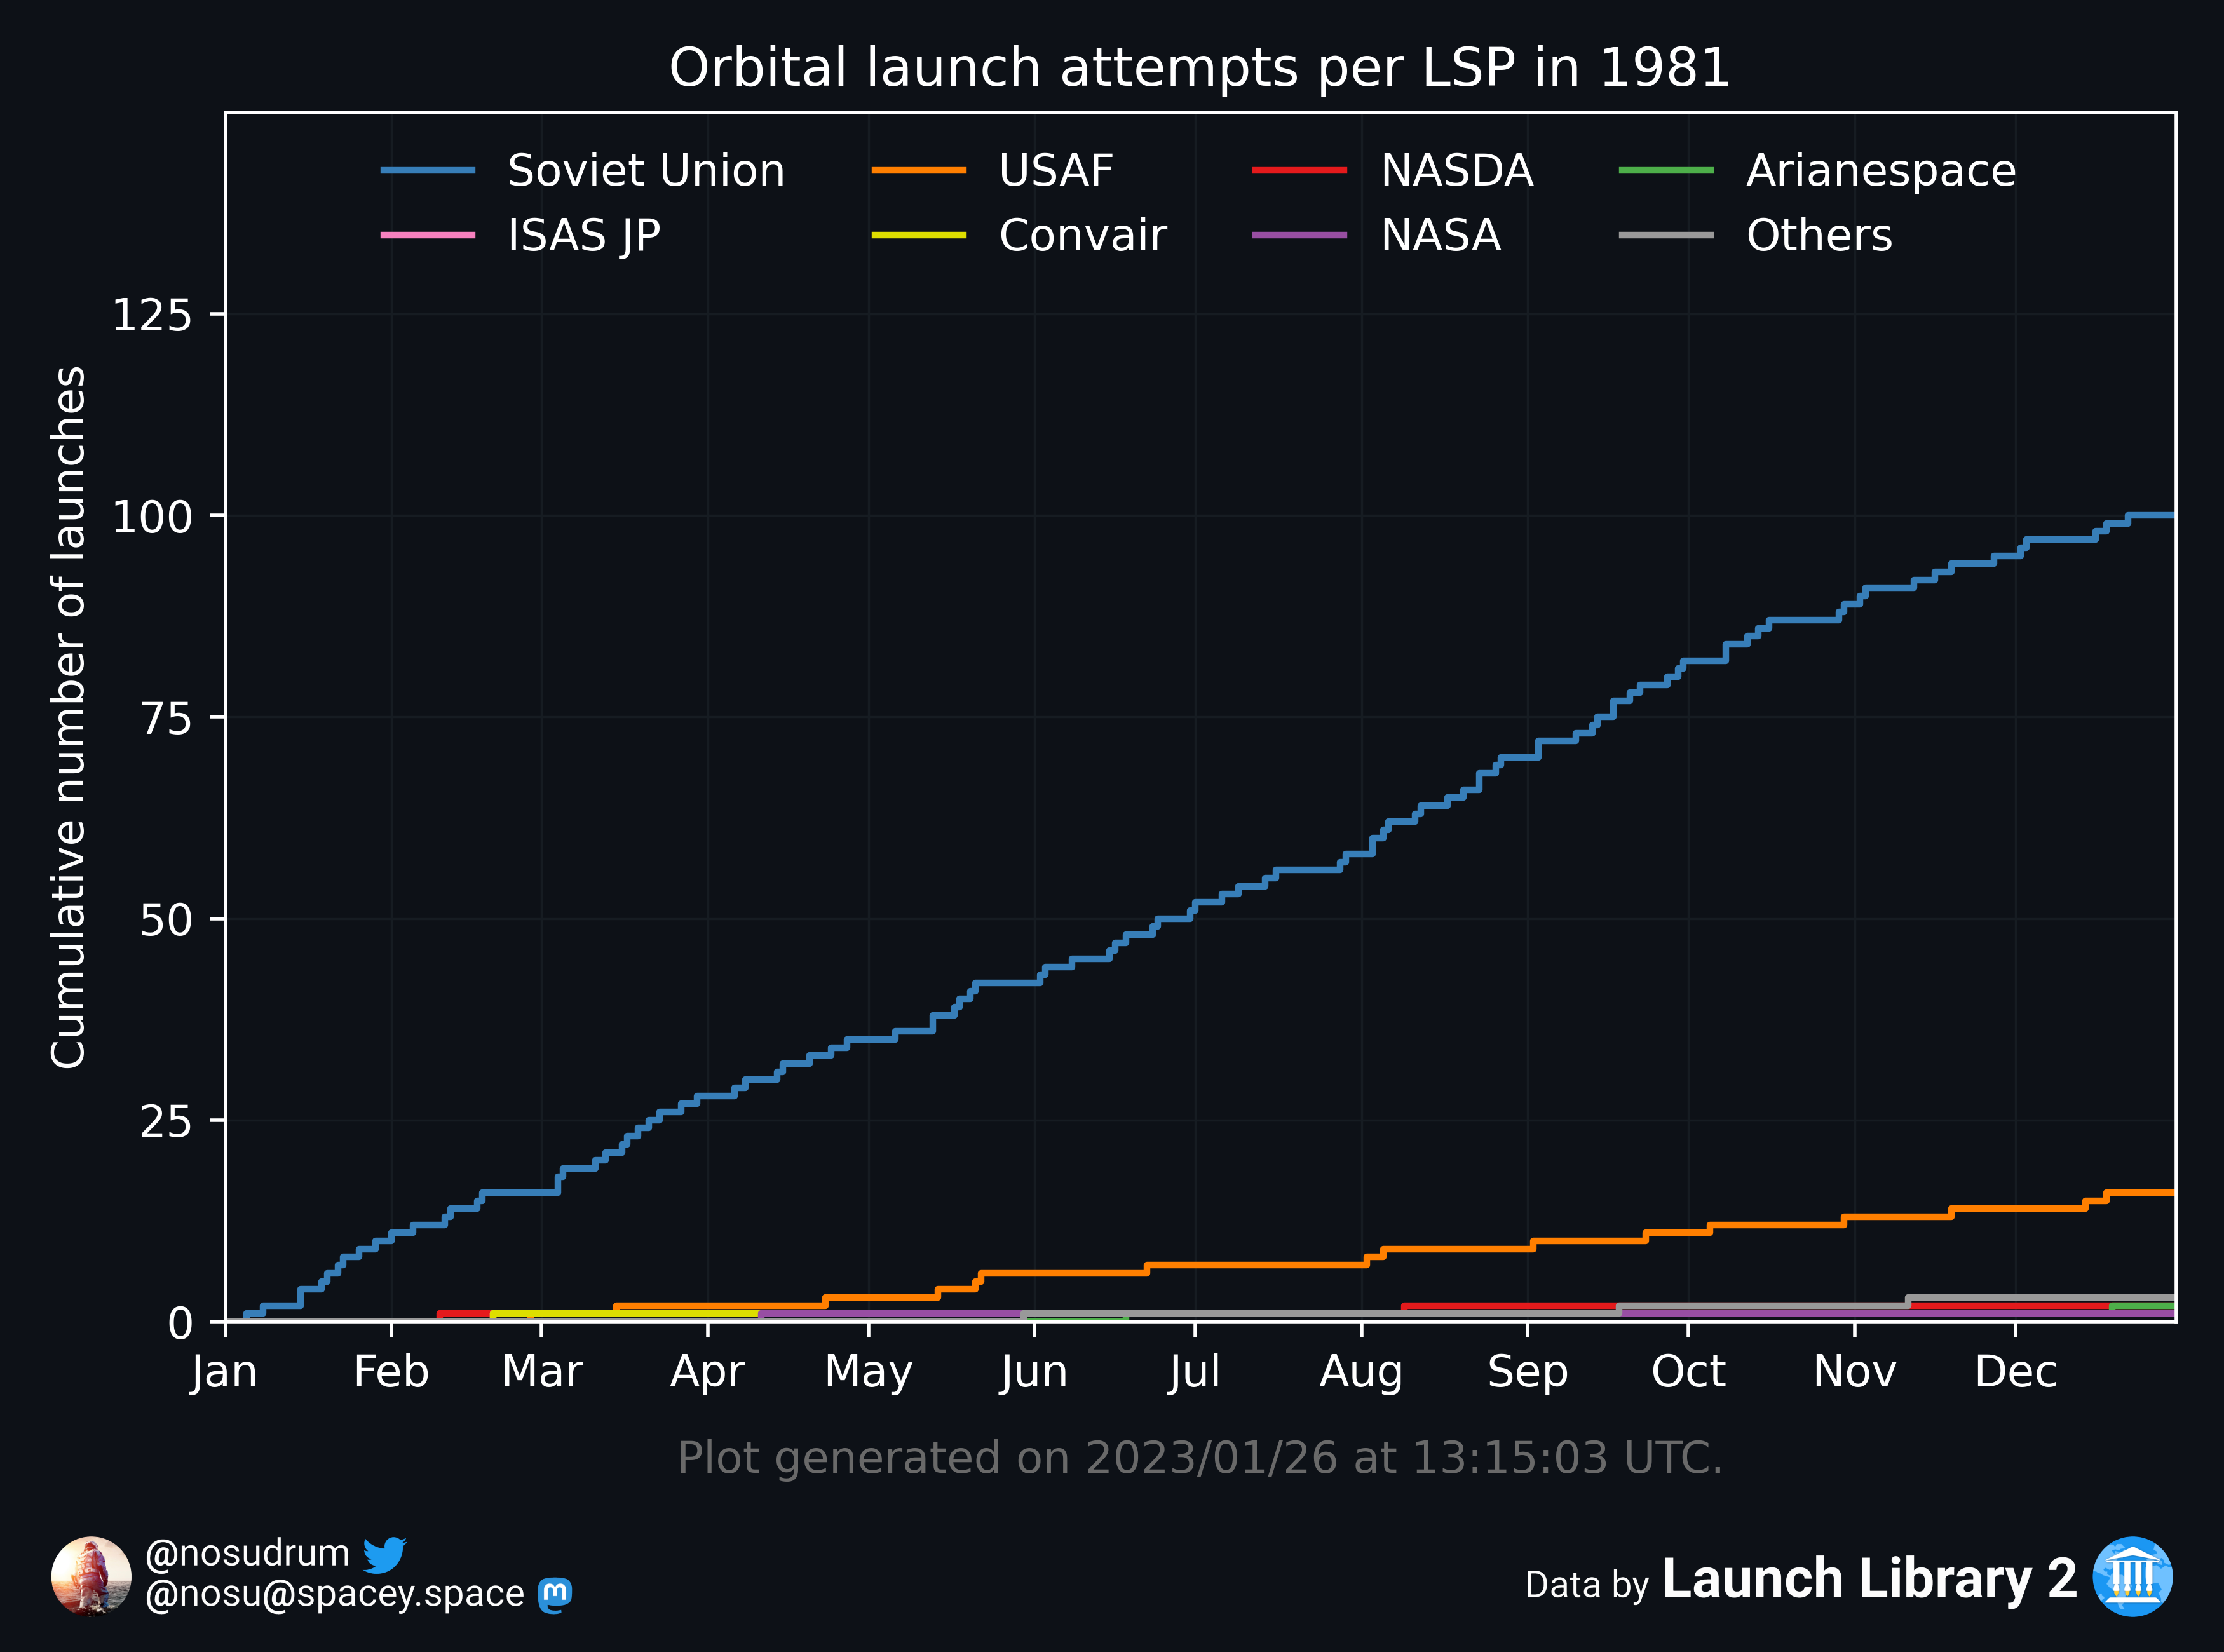 Orbital launch attempts per LSP in 1981
Soviet Union USAF NASDA Arianespace
ISAS JP Convair NASA Others
Cumulative number of launches
125
100
75
50
25
0
Jan Feb Mar Apr May Jun Jul Aug Sep Oct Nov Dec
Plot generated on 2023/01/26 at 13:15:03 UTC.
@nosudrum
@nosu@spacey.space
Data by Launch Library 2